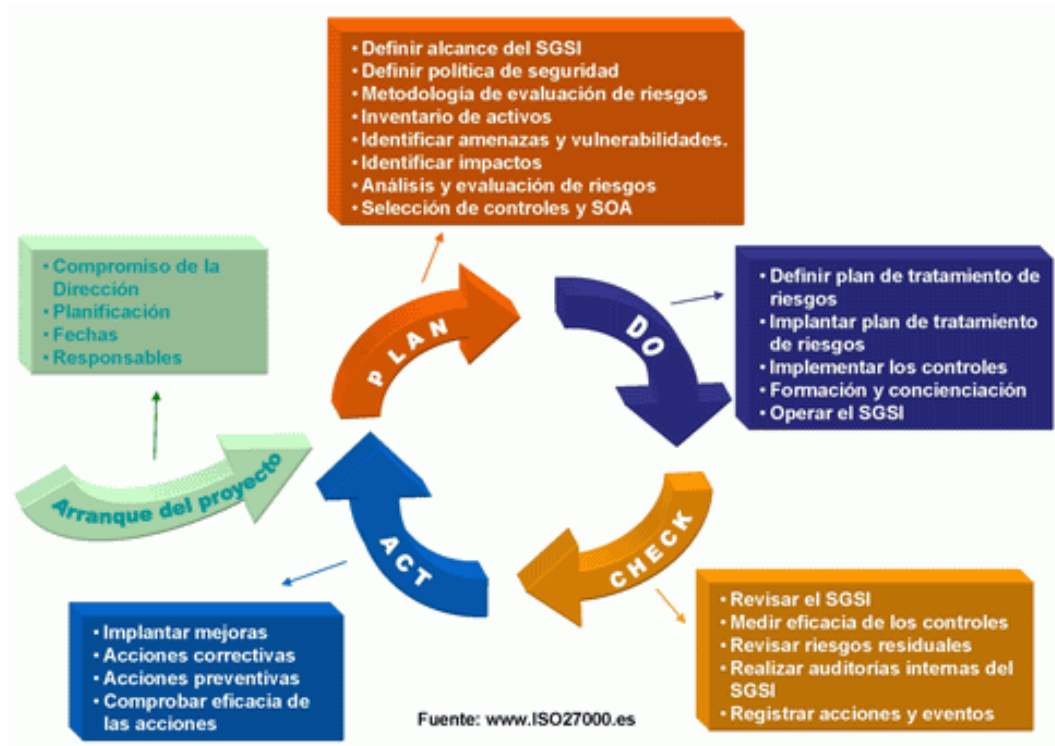 • Definir alcance del SGSI
• Definir política de seguridad
• Metodología de evaluación de riesgos
• Inventario de activos
• Identificar amenazas y vulnerabilidades.
• Identificar impactos
• Análisis y evaluación de riesgos
• Selección de controles y SOA
• Compromiso de la
Dirección
• Planificación
• Fechas
• Responsables
Arranque del proyecto
PLAN
DO
• Definir plan de tratamiento de
riesgos
• Implantar plan de tratamiento
de riesgos
• Implementar los controles
• Formación y concienciación
• Operar el SGSI
CHECK
• Revisar el SGSI
• Medir eficacia de los controles
• Revisar riesgos residuales
• Realizar auditorías internas del
SGSI
• Registrar acciones y eventos
ACT
• Implantar mejoras
• Acciones correctivas
• Acciones preventivas
• Comprobar eficacia de
las acciones
Fuente: www.ISO27000.es